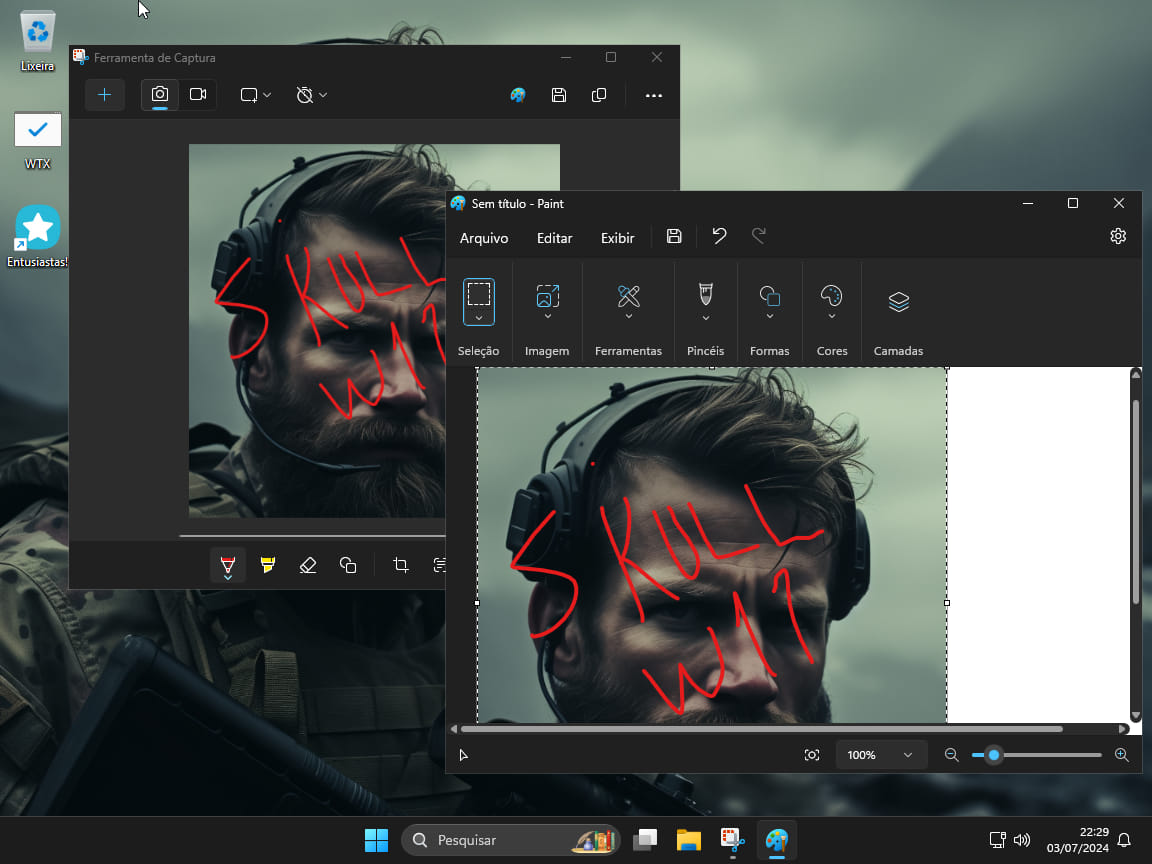 Lixeira
WTX
Entusiastas!
Ferramenta de Captura
SKULL
WIN
Sem título - Paint
Arquivo
Editar
Exibir
Seleção
Imagem
Ferramentas
Pincéis
Formas
Cores
Camadas
SKULL
W11
100%
Pesquisar
22:29
03/07/2024